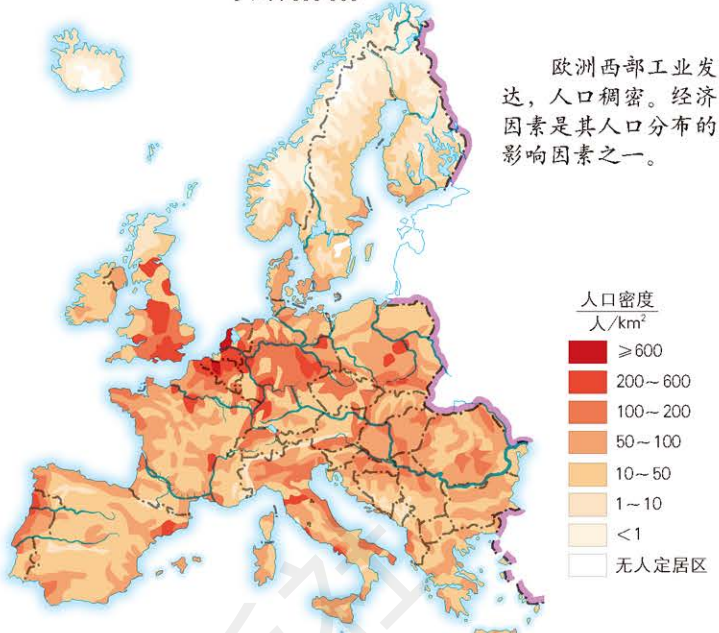 欧洲西部工业发
达，人口稠密。经济
因素是其人口分布的
影响因素之一。
人口密度
人/km²
≥600
200～600
100～200
50～100
10～50
1～10
<1
无人定居区